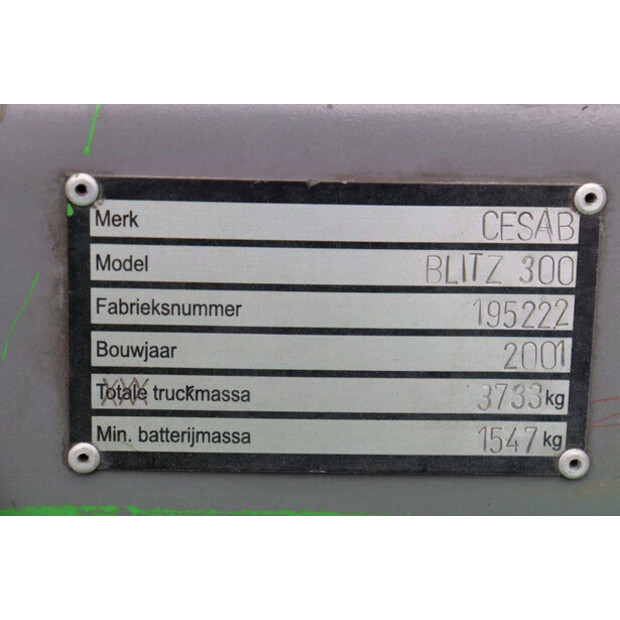 Merk CESAB
Model BLITZ 300
Fabrieksnummer 195222
Bouwjaar 2001
Totale truckmassa 3733 kg
Min. batterijmassa 1547 kg